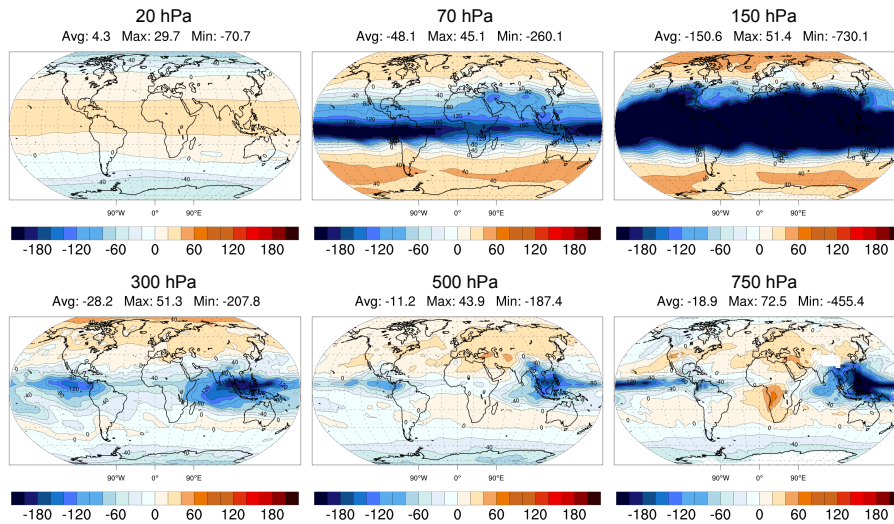 20 hPa 70 hPa 150 hPa
Avg: 4.3 Max: 29.7 Min: -70.7 Avg: -48.1 Max: 45.1 Min: -260.1 Avg: -150.6 Max: 51.4 Min: -730.1
90°W 0° 90°E 90°W 0° 90°E 90°W 0° 90°E
-180 -120 -60 0 60 120 180 -180 -120 -60 0 60 120 180 -180 -120 -60 0 60 120 180
300 hPa 500 hPa 750 hPa
Avg: -28.2 Max: 51.3 Min: -207.8 Avg: -11.2 Max: 43.9 Min: -187.4 Avg: -18.9 Max: 72.5 Min: -455.4
90°W 0° 90°E 90°W 0° 90°E 90°W 0° 90°E
-180 -120 -60 0 60 120 180 -180 -120 -60 0 60 120 180 -180 -120 -60 0 60 120 180